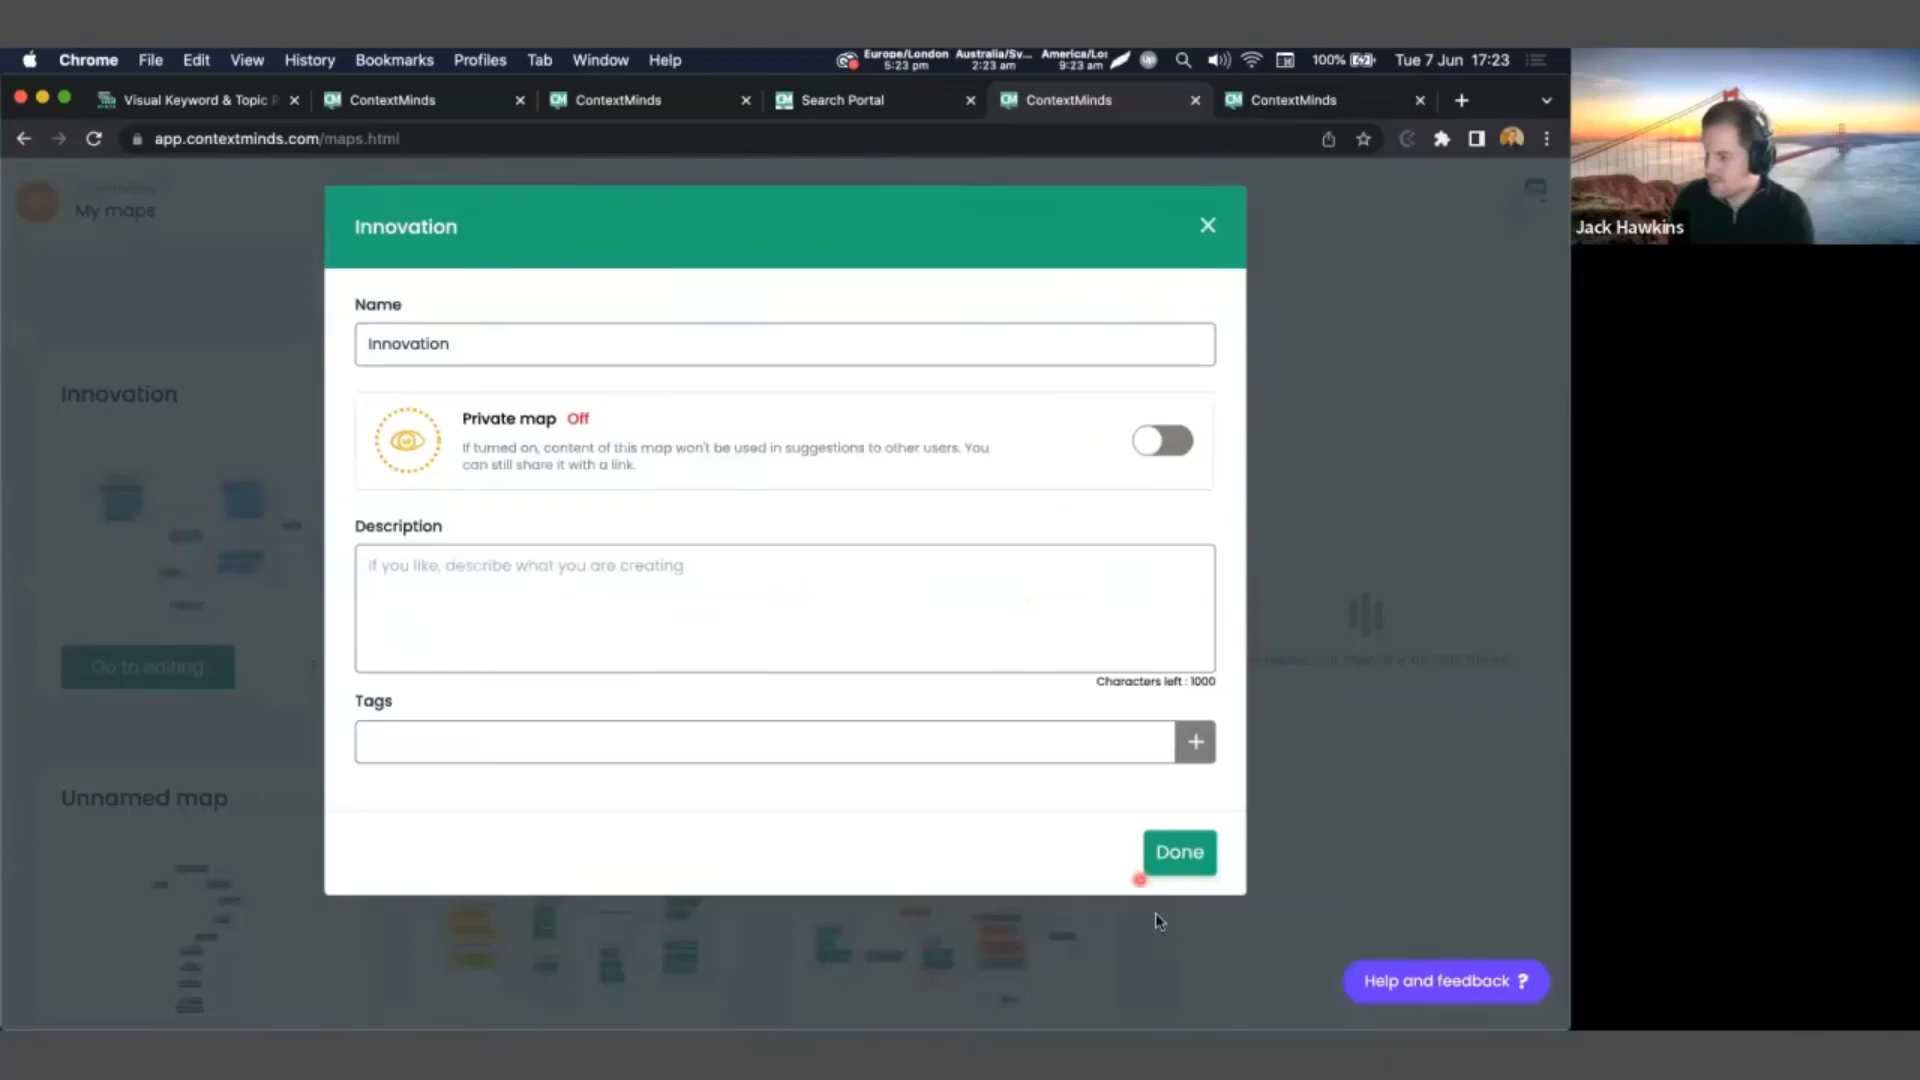 Chrome File Edit View History Bookmarks Profiles Tab Window Help
Europe/London Australia/Sy... America/Lo:
5:23 pm 2:23 am 9:23 am
100% Tue 7 Jun 17:23
Visual Keyword & Topic
ContextMinds
ContextMinds
Search Portal
ContextMinds
ContextMinds
app.contextminds.com/maps.html
Jack Hawkins
My maps
Innovation
Name
Innovation
Private map Off
If turned on, content of this map won't be used in suggestions to other users. You
can still share it with a link.
Description
If you like, describe what you are creating
Characters left : 1000
Tags
Done
Innovation
Go to editing
Unnamed map
Help and feedback ?